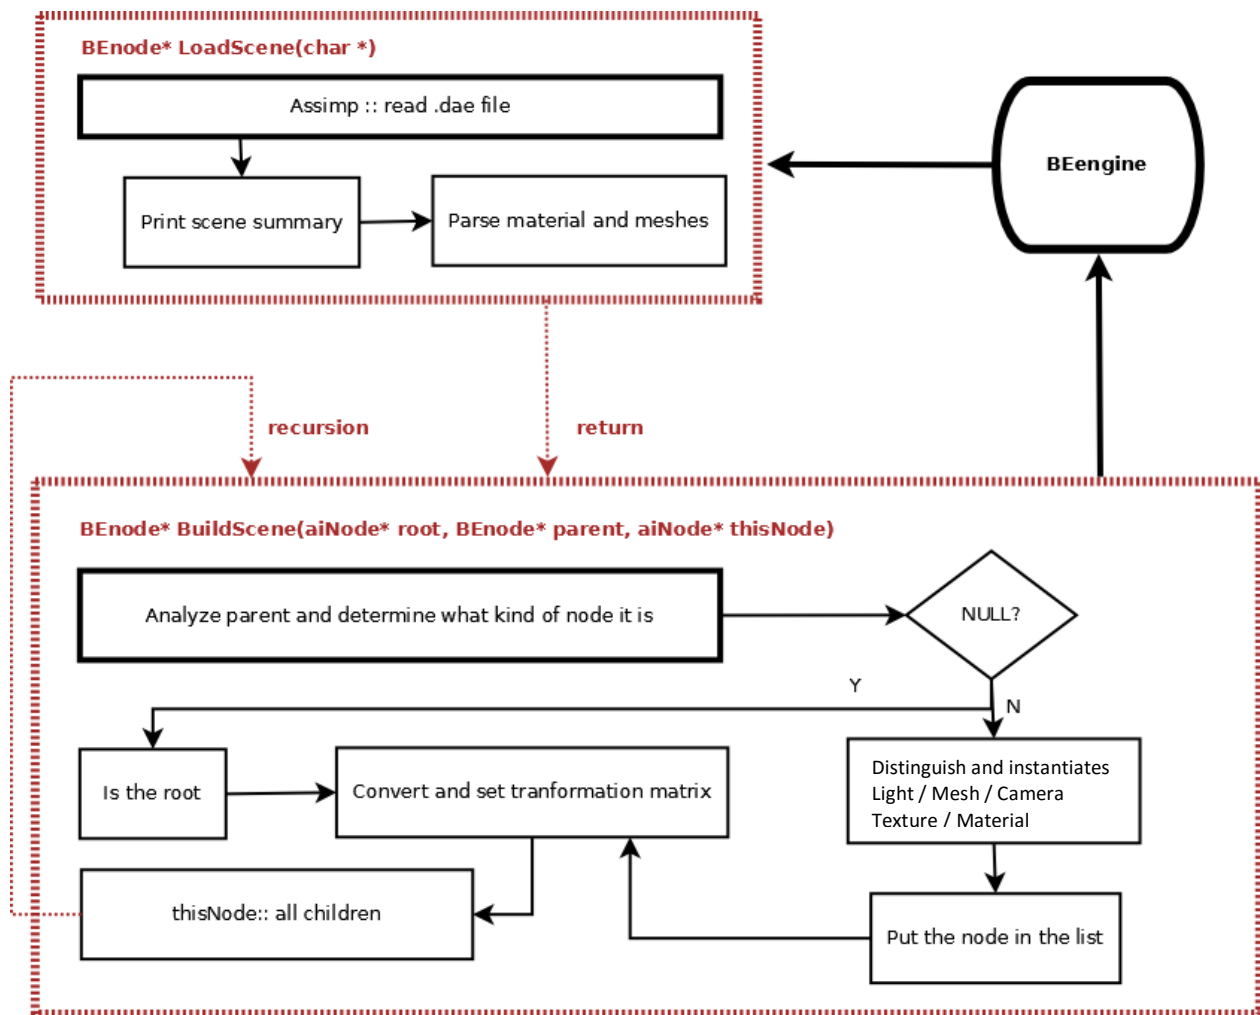 BEnode* LoadScene(char *)
Assimp :: read .dae file
Print scene summary
Parse material and meshes
BEengine
recursion
return
BEnode* BuildScene(aiNode* root, BEnode* parent, aiNode* thisNode)
Analyze parent and determine what kind of node it is
NULL?
Y
N
Is the root
Convert and set tranformation matrix
Distinguish and instantiates
Light / Mesh / Camera
Texture / Material
thisNode:: all children
Put the node in the list